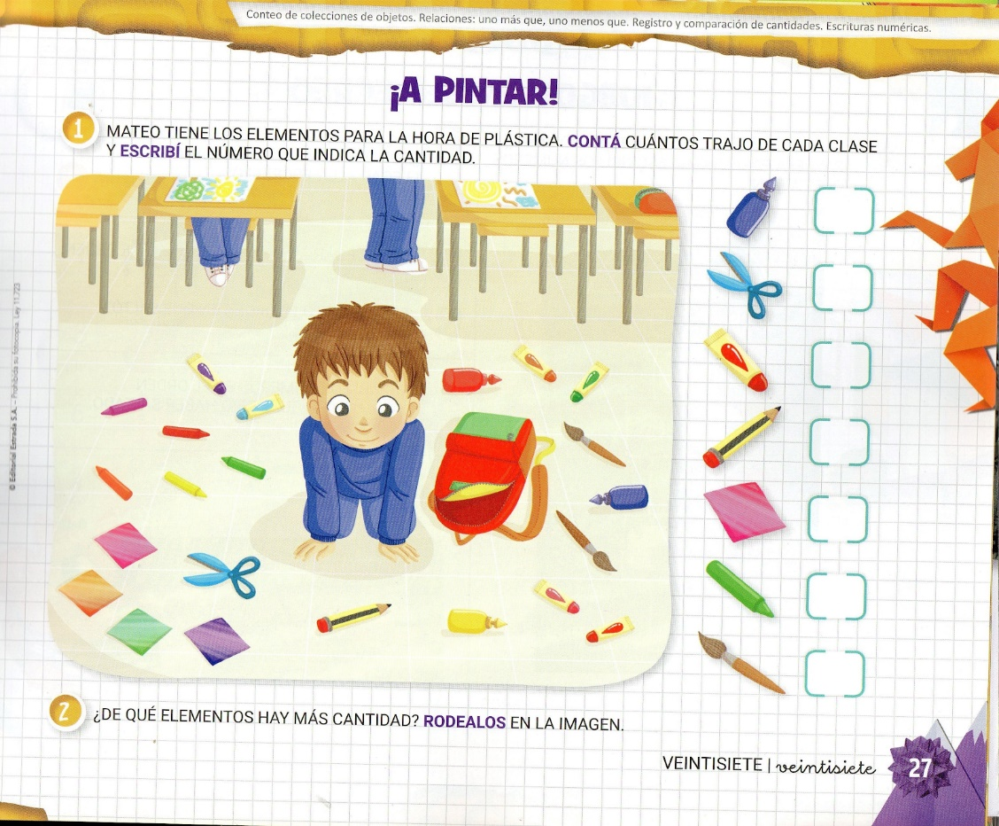 Conteo de colecciones de objetos. Relaciones: uno más que, uno menos que. Registro y comparación de cantidades. Escrituras numéricas.
¡A PINTAR!
1
MATEO TIENE LOS ELEMENTOS PARA LA HORA DE PLÁSTICA. CONTÁ CUÁNTOS TRAJO DE CADA CLASE
Y ESCRIBÍ EL NÚMERO QUE INDICA LA CANTIDAD.
© Editorial Estrada S.A. – Prohibida su fotocopia. Ley 11.723
2
¿DE QUÉ ELEMENTOS HAY MÁS CANTIDAD? RODEALOS EN LA IMAGEN.
VEINTISIETE | veintisiete
27